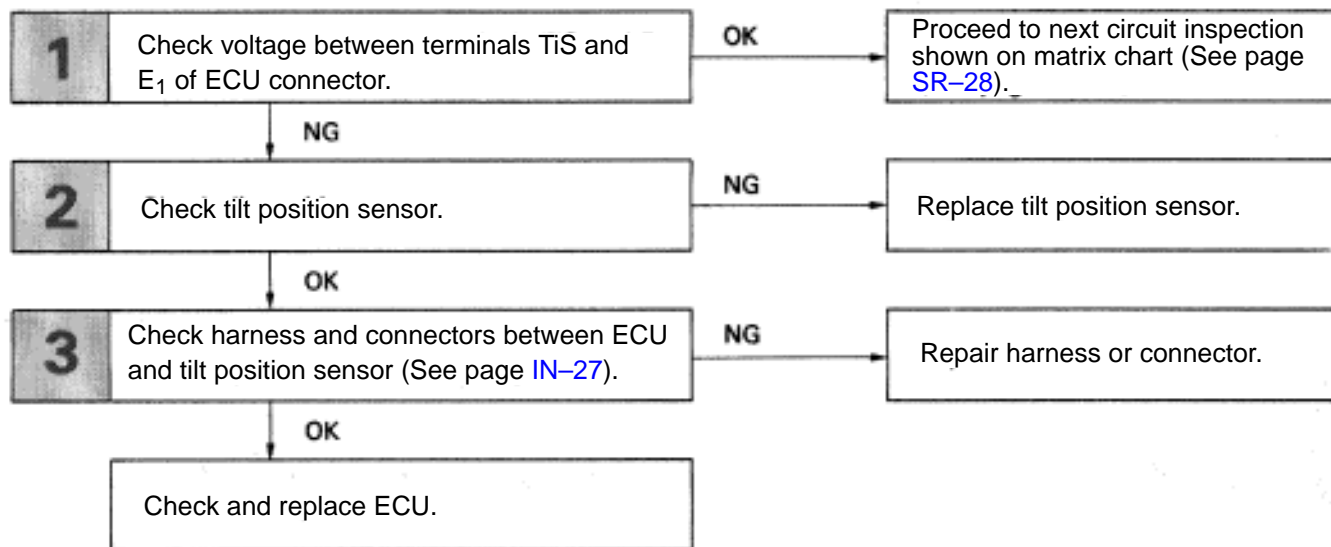 1
Check voltage between terminals TiS and
E1 of ECU connector.
OK
Proceed to next circuit inspection
shown on matrix chart (See page
SR–28).
NG
2
Check tilt position sensor.
NG
Replace tilt position sensor.
OK
3
Check harness and connectors between ECU
and tilt position sensor (See page IN–27).
NG
Repair harness or connector.
OK
Check and replace ECU.